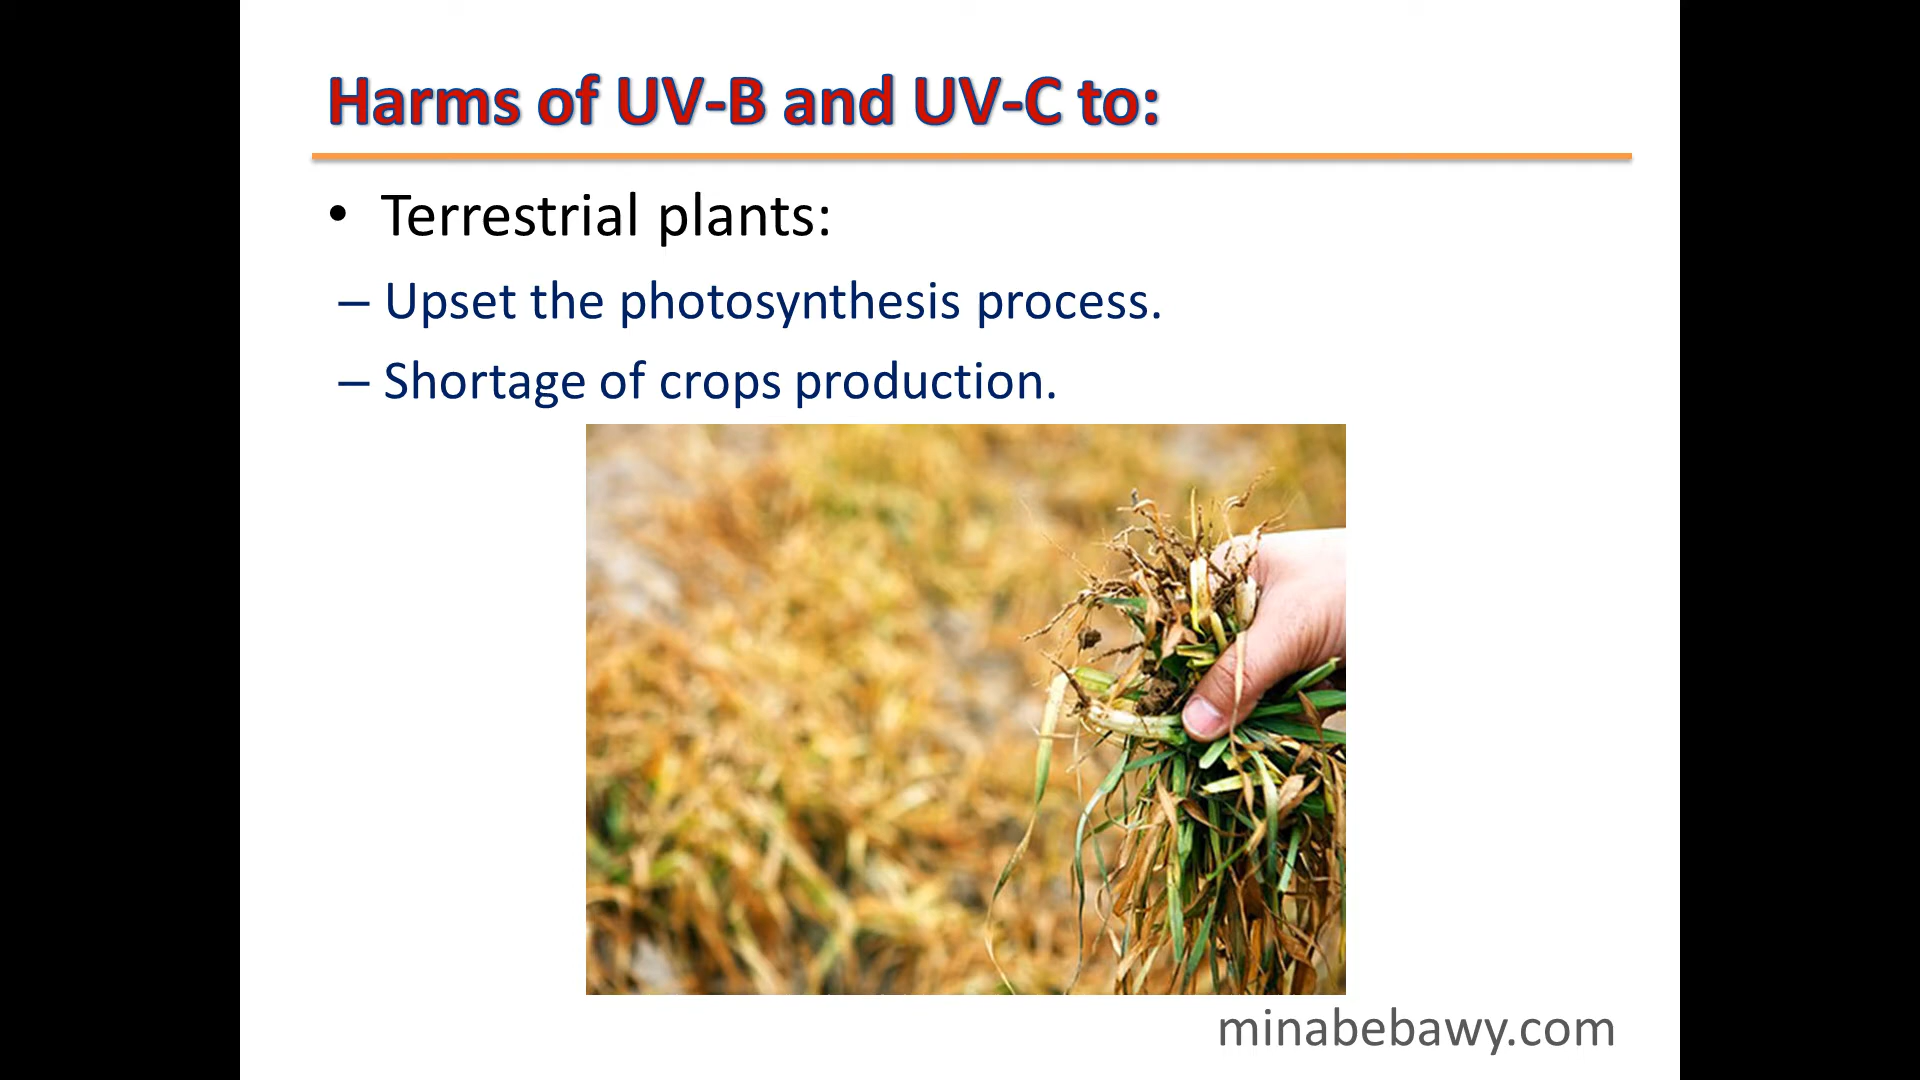 Harms of UV-B and UV-C to:
• Terrestrial plants:
– Upset the photosynthesis process.
– Shortage of crops production.
minabebawy.com